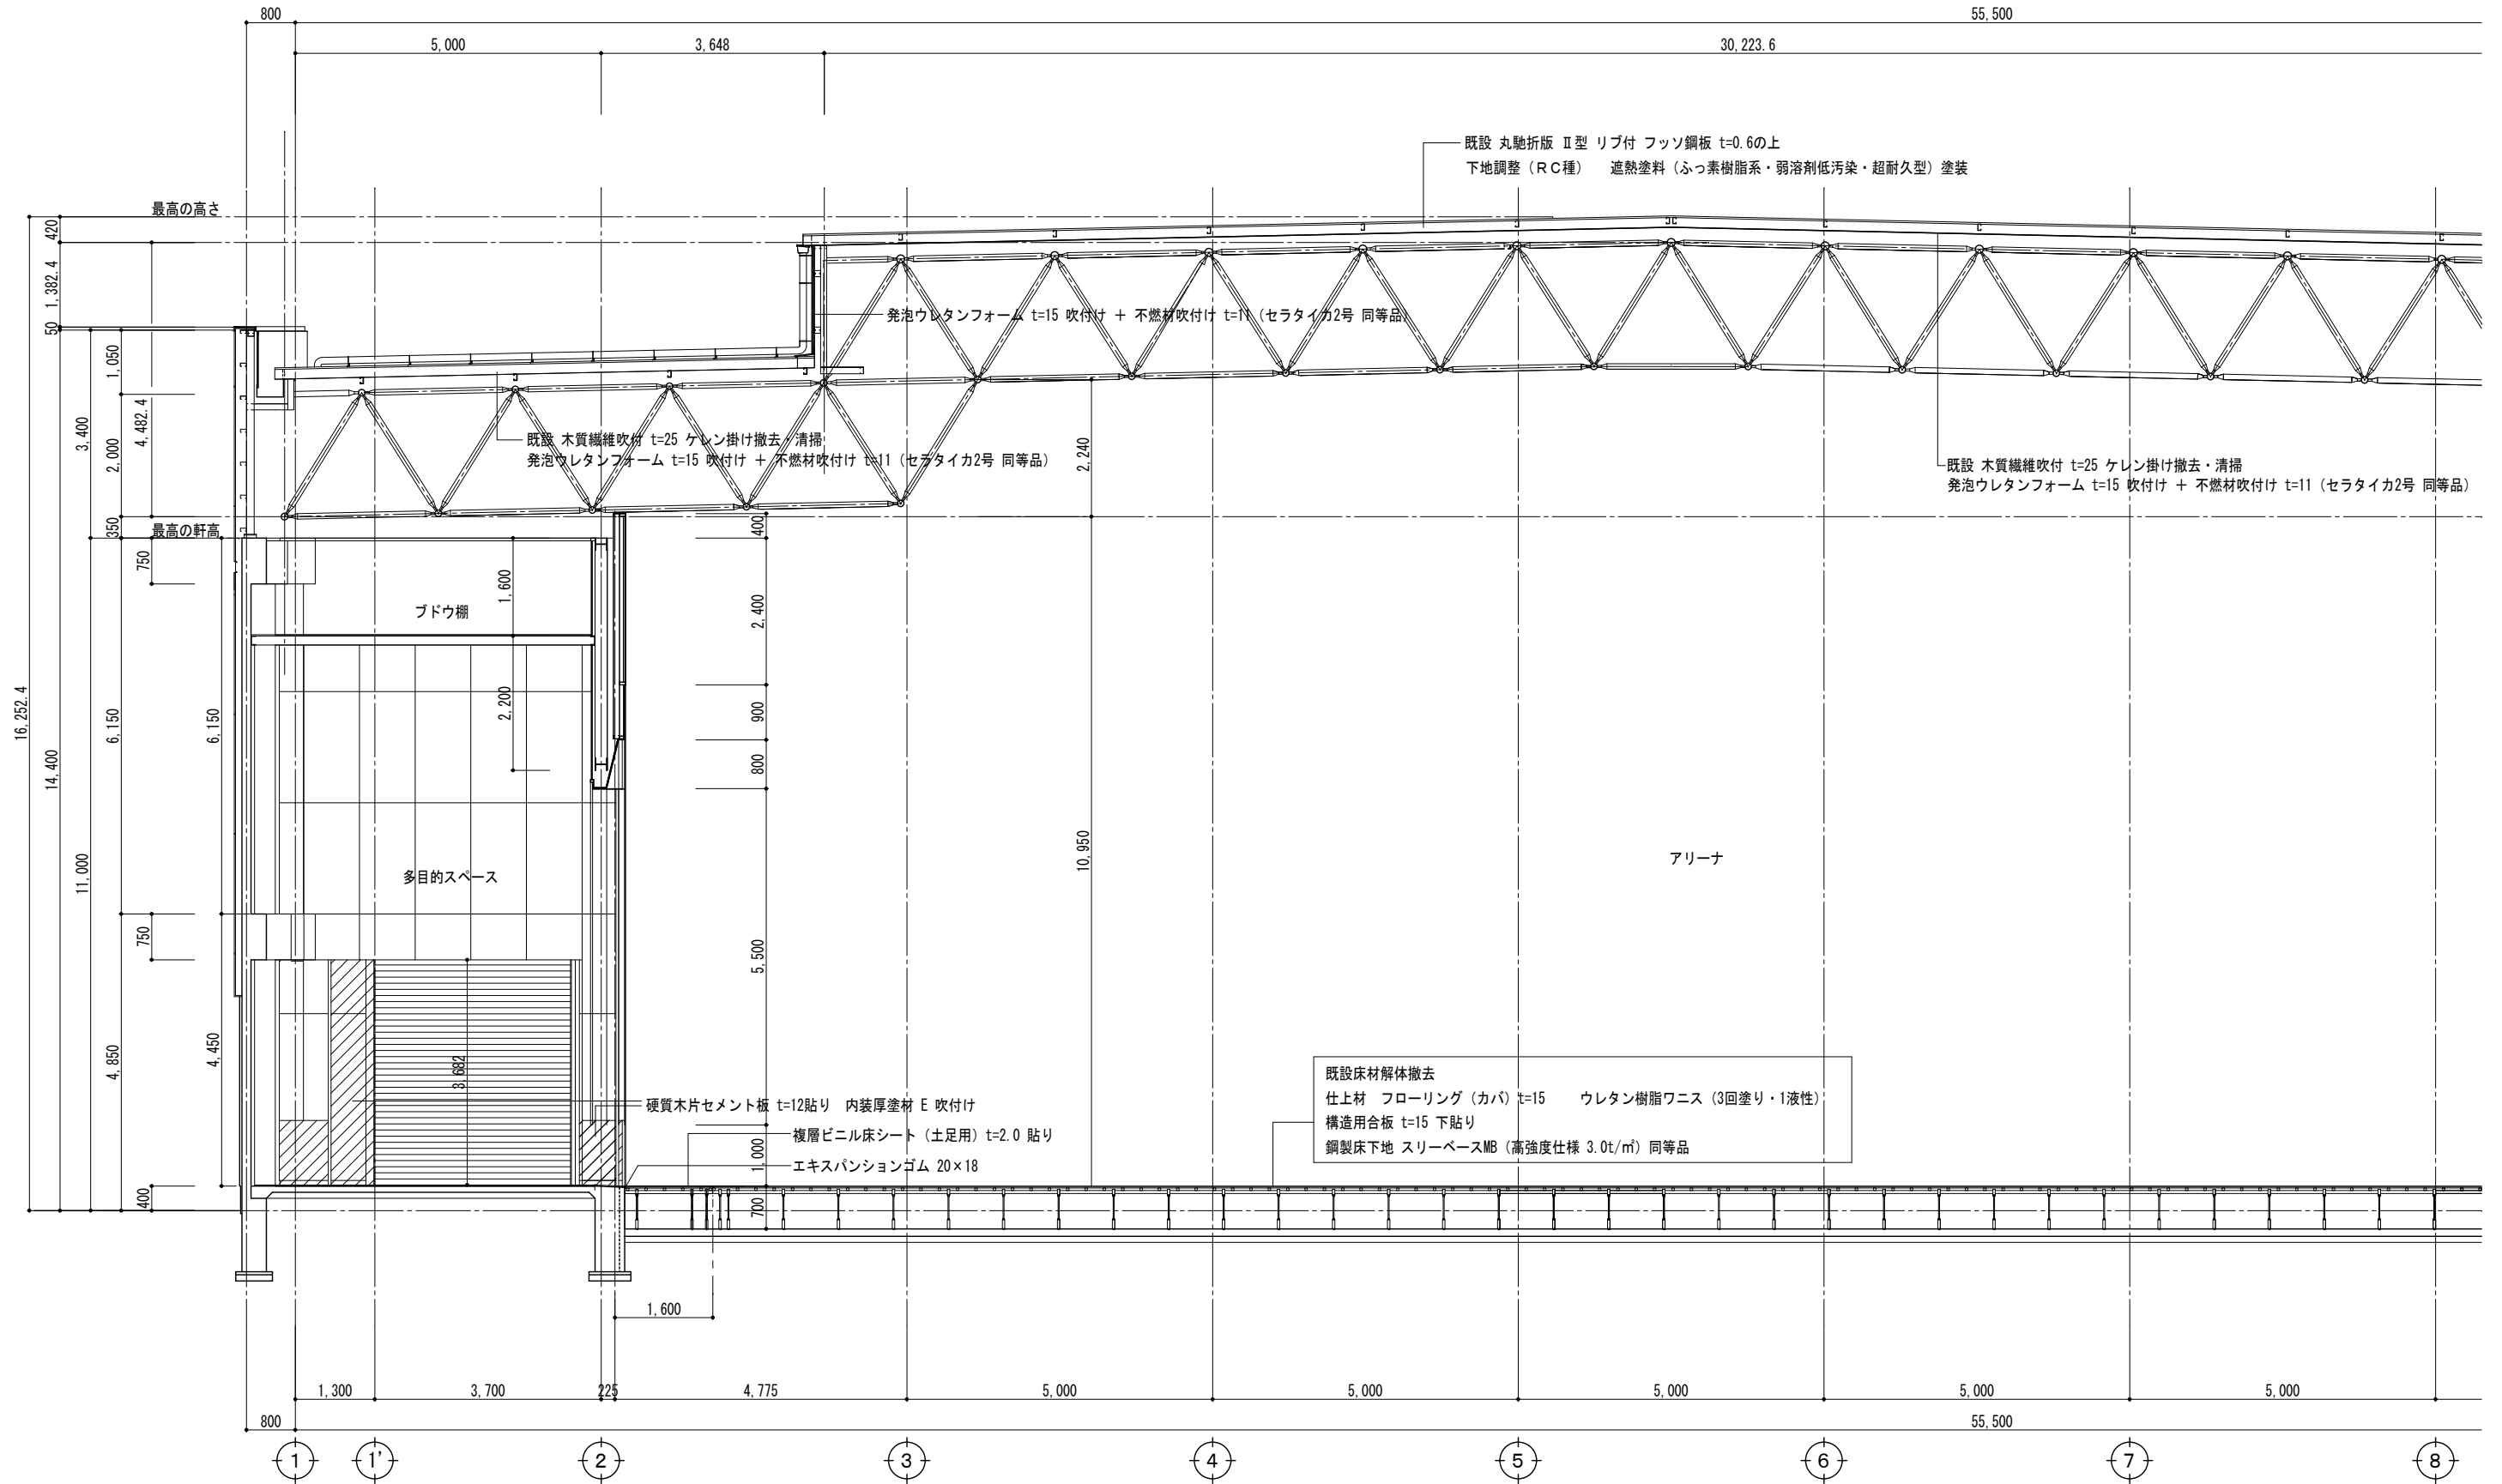 800
55,500
5,000
3,648
30,223.6
既設 丸馳折版 Ⅱ型 リブ付 フッソ鋼板 t=0.6の上
下地調整（ＲＣ種） 遮熱塗料（ふっ素樹脂系・弱溶剤低汚染・超耐久型）塗装
最高の高さ
420
1,382.4
50
発泡ウレタンフォーム t=15 吹付け ＋ 不燃材吹付け t=11（セラタイカ2号 同等品）
1,050
3,400
2,000
4,482.4
既設 木質繊維吹付 t=25 ケレン掛け撤去・清掃
発泡ウレタンフォーム t=15 吹付け ＋ 不燃材吹付け t=11（セラタイカ2号 同等品）
2,240
既設 木質繊維吹付 t=25 ケレン掛け撤去・清掃
発泡ウレタンフォーム t=15 吹付け ＋ 不燃材吹付け t=11（セラタイカ2号 同等品）
350
最高の軒高
400
750
1,600
ブドウ棚
2,400
16,252.4
14,400
6,150
6,150
2,200
900
800
11,000
多目的スペース
10,950
アリーナ
750
5,500
4,850
4,450
3,682
既設床材解体撤去
仕上材 フローリング（カバ）t=15 ウレタン樹脂ワニス（3回塗り・1液性）
構造用合板 t=15 下貼り
鋼製床下地 スリーベースMB（高強度仕様 3.0t/㎡）同等品
硬質木片セメント板 t=12貼り 内装厚塗材 E 吹付け
複層ビニル床シート（土足用）t=2.0 貼り
1,000
エキスパンションゴム 20×18
400
700
1,600
1,300
3,700
225
4,775
5,000
5,000
5,000
5,000
5,000
800
55,500
1
1'
2
3
4
5
6
7
8